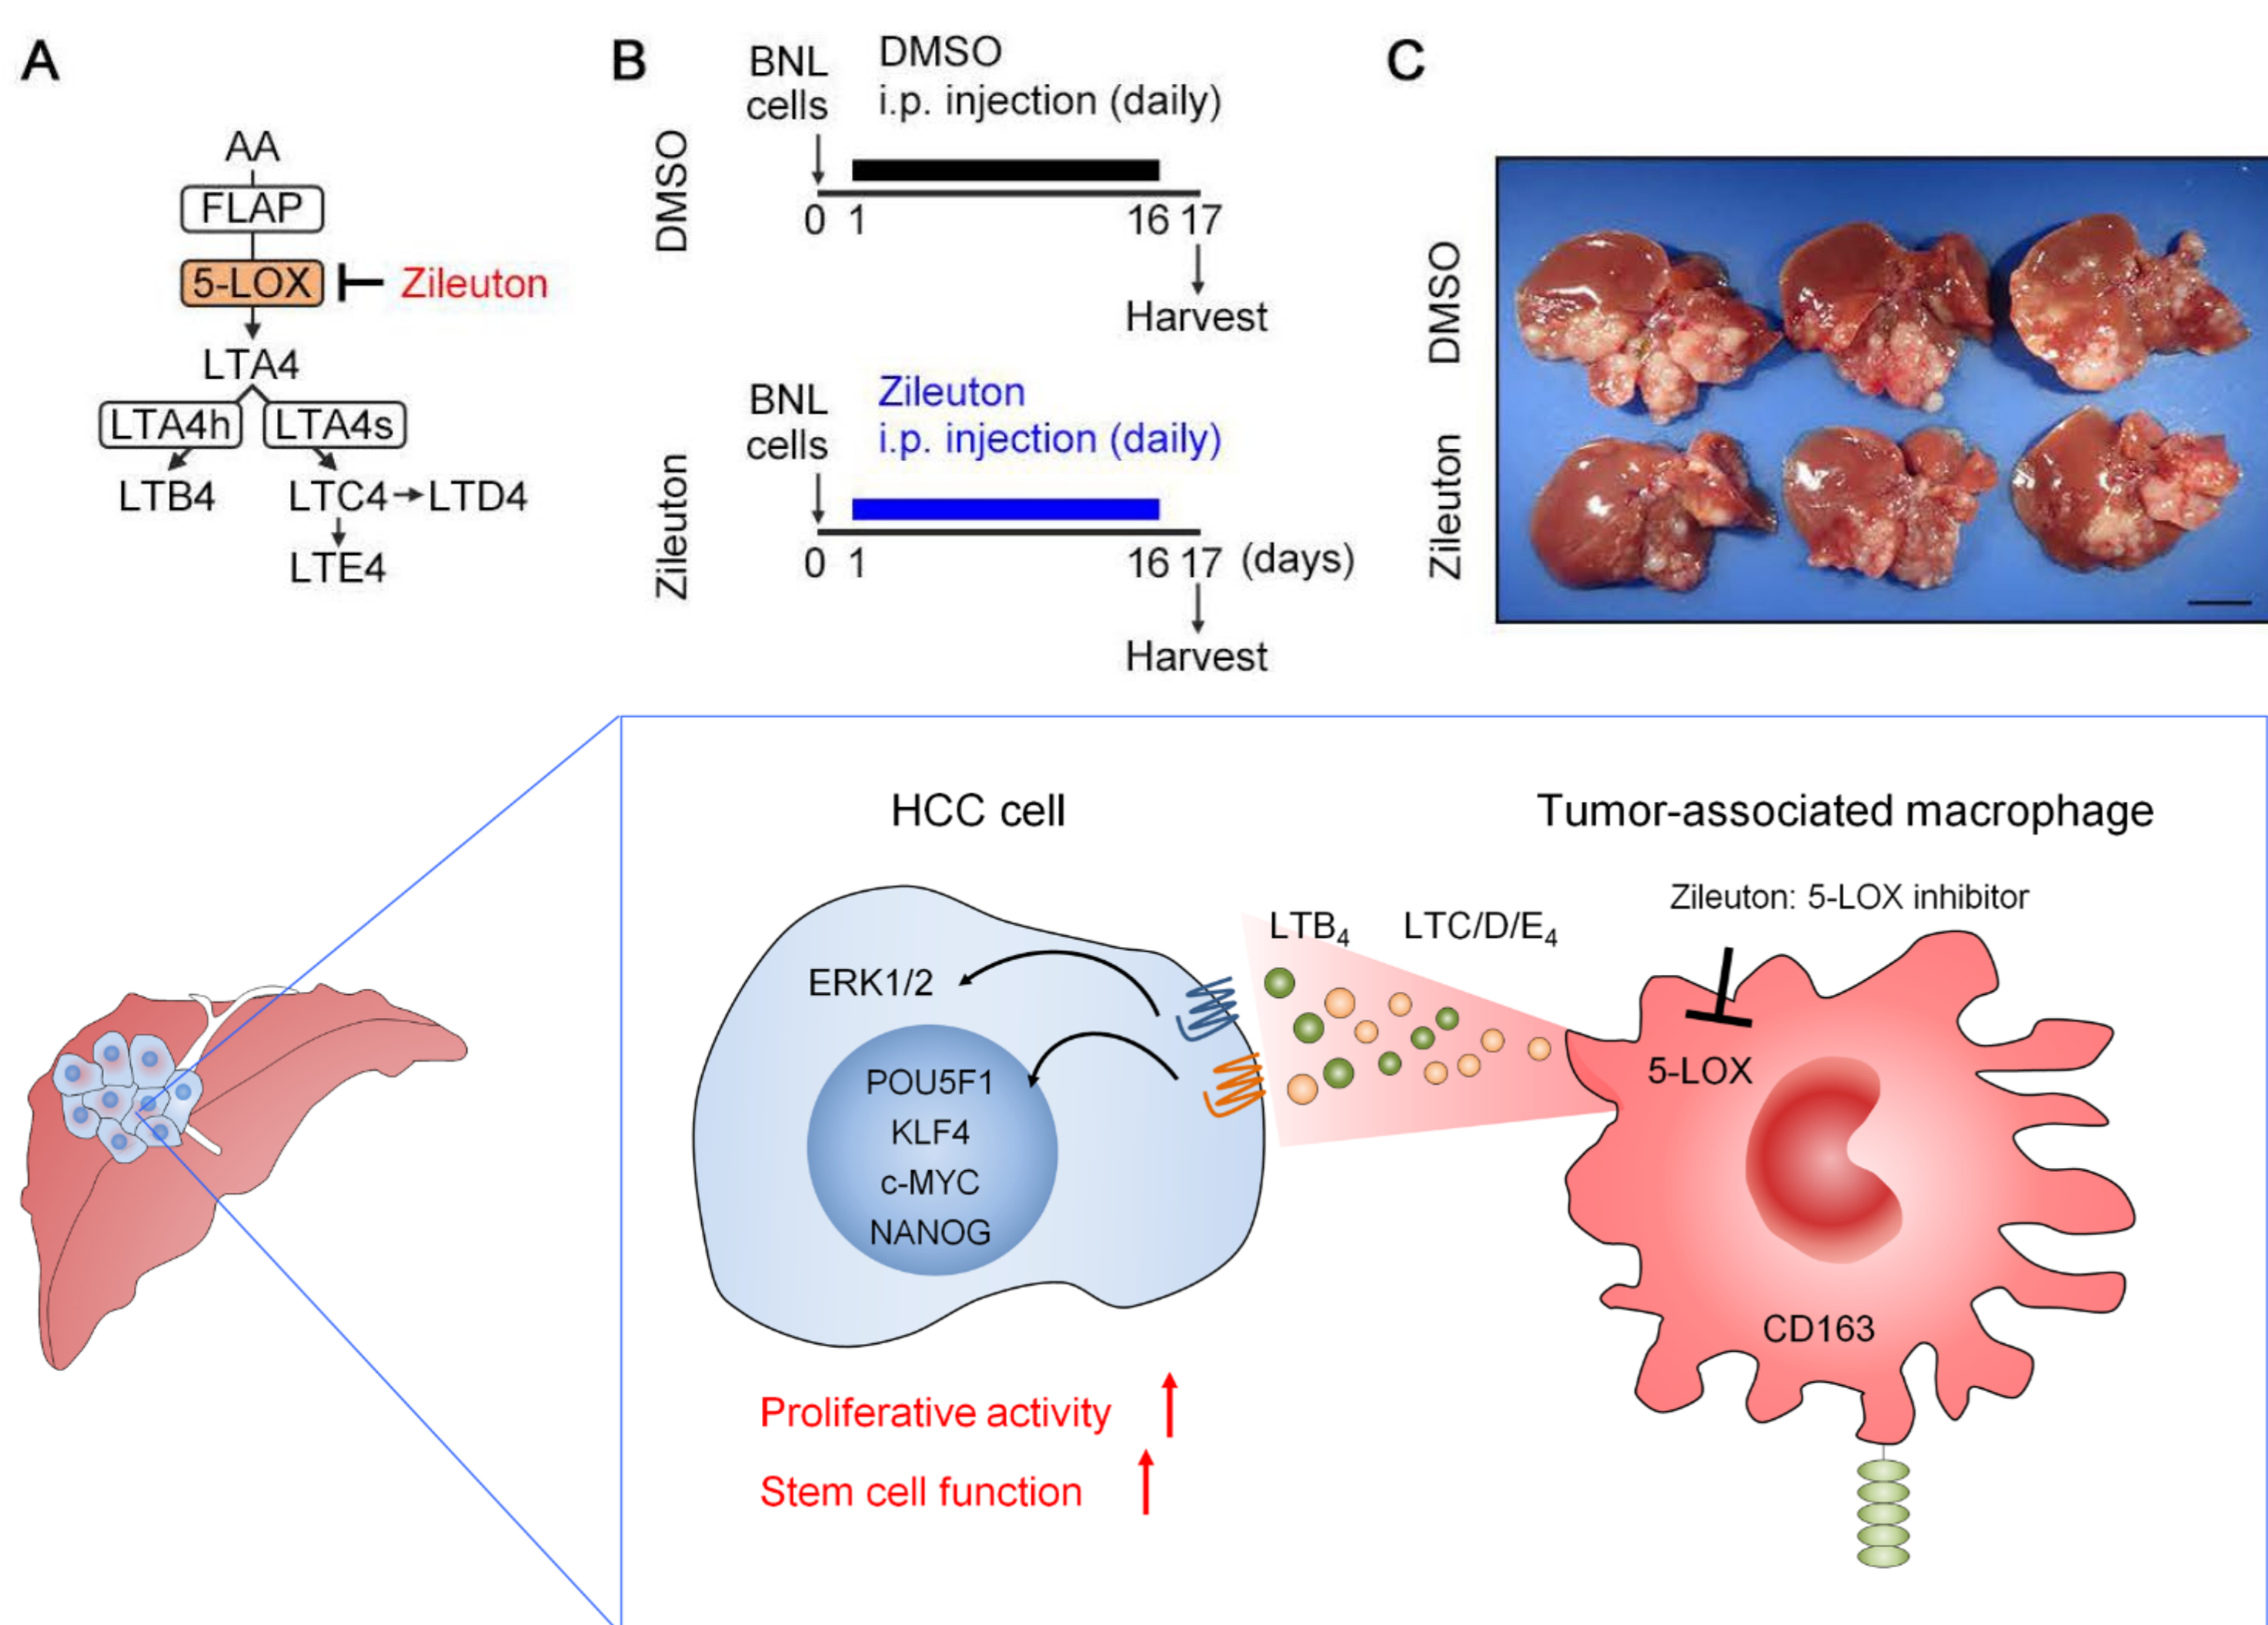 A
AA
FLAP
5-LOX
Zileuton
LTA4
LTA4h
LTA4s
LTB4
LTC4
LTD4
LTE4
B
DMSO
BNL
cells
DMSO
i.p. injection (daily)
0 1 16 17
Harvest
Zileuton
BNL
cells
Zileuton
i.p. injection (daily)
0 1 16 17 (days)
Harvest
C
DMSO
Zileuton
HCC cell
Tumor-associated macrophage
Zileuton: 5-LOX inhibitor
LTB4 LTC/D/E4
ERK1/2
5-LOX
POU5F1
KLF4
c-MYC
NANOG
CD163
Proliferative activity
Stem cell function